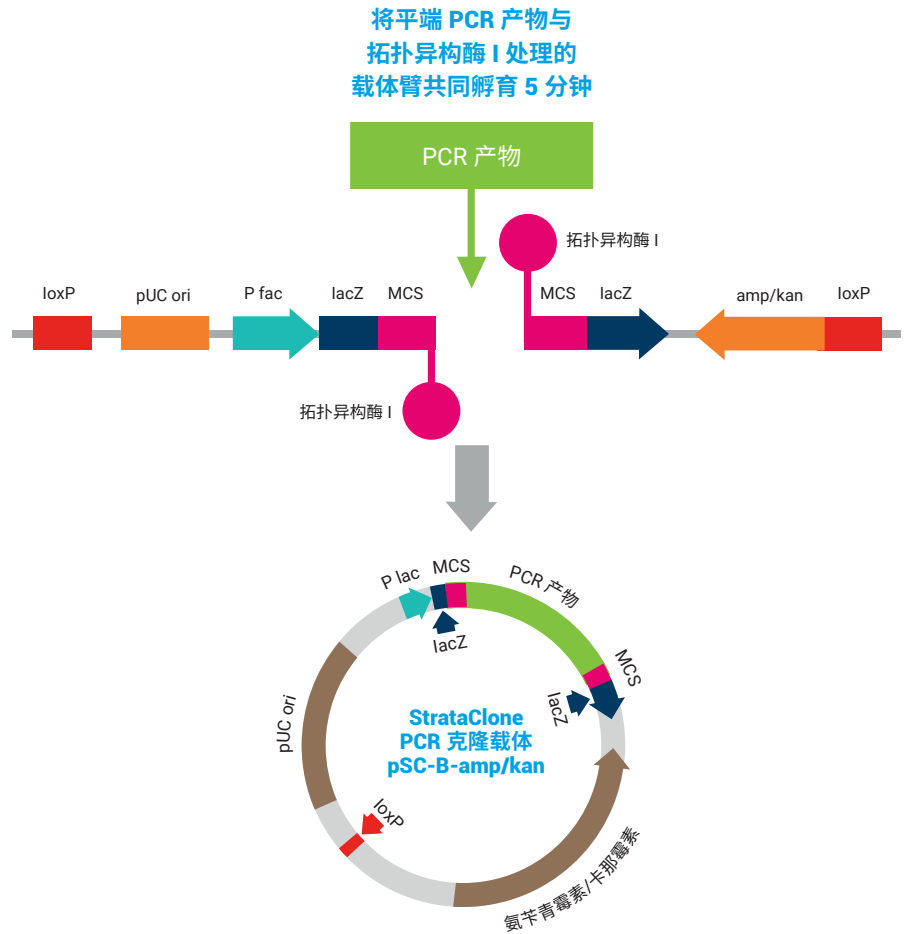 将平端 PCR 产物与
拓扑异构酶 I 处理的
载体臂共同孵育 5 分钟
PCR 产物
拓扑异构酶 I
loxP
pUC ori
P fac
lacZ
MCS
MCS
lacZ
amp/kan
loxP
拓扑异构酶 I
P lac
MCS
PCR 产物
lacZ
MCS
lacZ
pUC ori
StrataClone
PCR 克隆载体
pSC-B-amp/kan
loxP
氨苄青霉素/卡那霉素